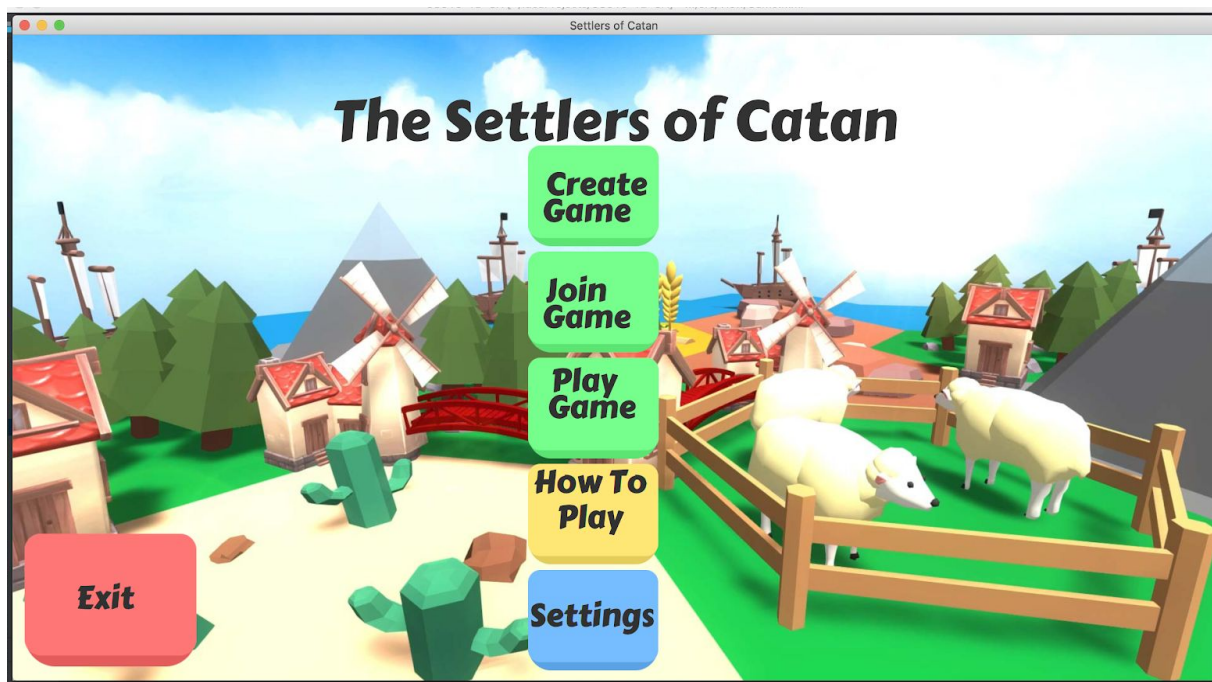 Settlers of Catan
The Settlers of Catan
Create
Game
Join
Game
Play
Game
How To
Play
Settings
Exit